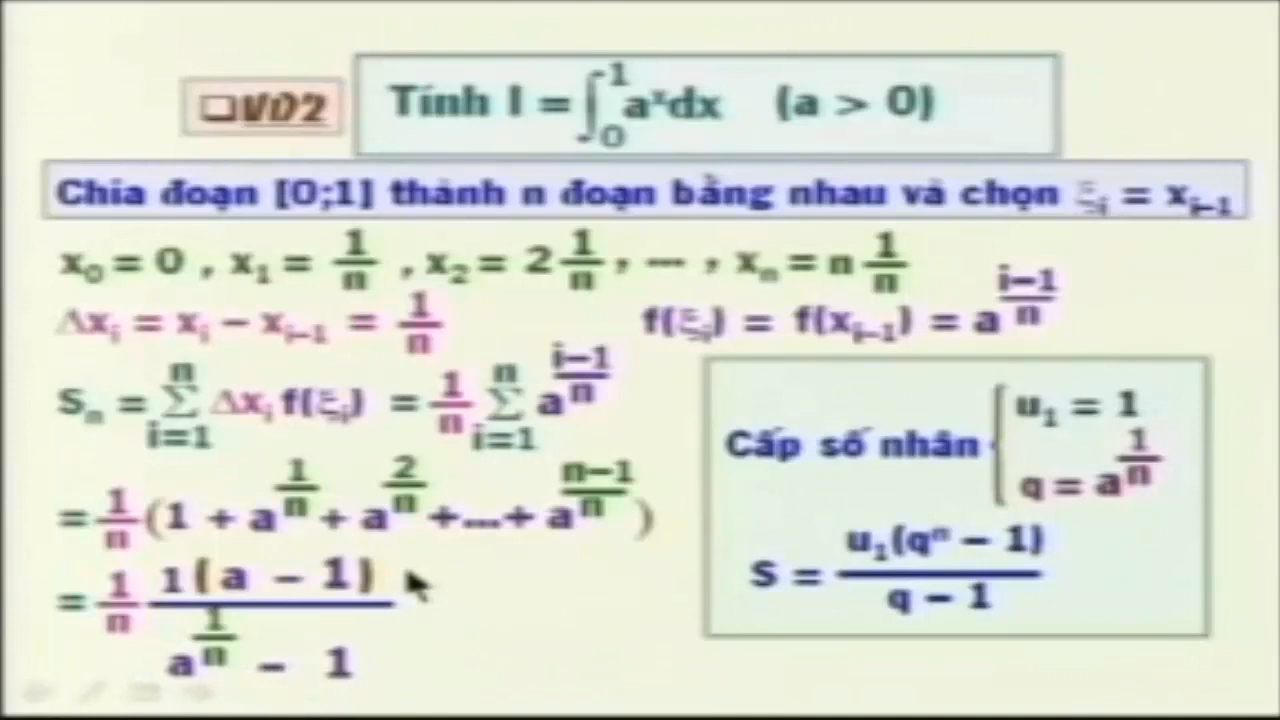 ❑VD2
Tính I = ∫₀¹ aˣdx (a > 0)
Chia đoạn [0;1] thành n đoạn bằng nhau và chọn ξᵢ = xᵢ₋₁
x₀ = 0 , x₁ = 1/n , x₂ = 2 1/n , ... , xₙ = n 1/n
Δxᵢ = xᵢ − xᵢ₋₁ = 1/n
f(ξᵢ) = f(xᵢ₋₁) = a^((i−1)/n)
Sₙ = ∑_{i=1}^{n} Δxᵢ f(ξᵢ) = 1/n ∑_{i=1}^{n} a^((i−1)/n)
= 1/n (1 + a^(1/n) + a^(2/n) +...+ a^((n−1)/n))
= 1/n 1(a − 1)/(a^(1/n) − 1)
Cấp số nhân { u₁ = 1
q = a^(1/n)
S = u₁(qⁿ − 1)/(q − 1)